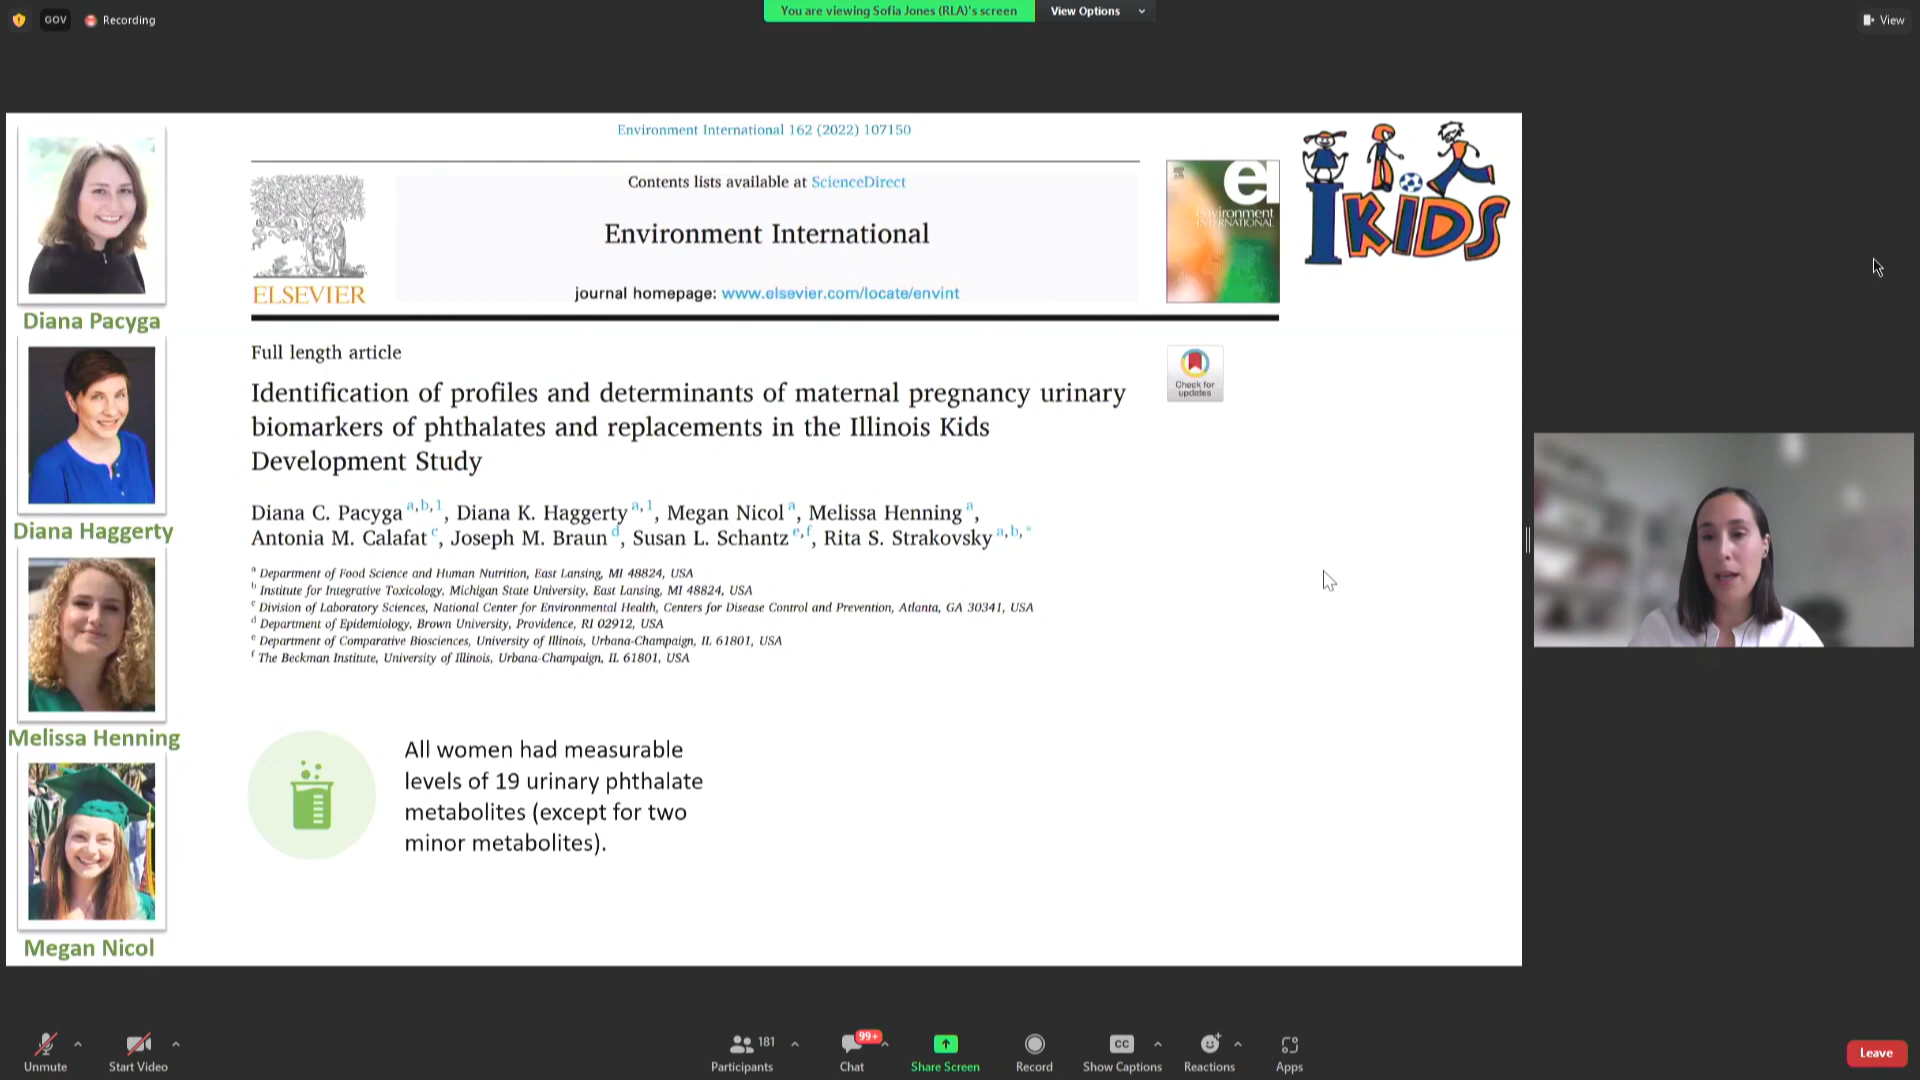 GOV
Recording
You are viewing Sofia Jones (RLA)'s screen
View Options
View
Environment International 162 (2022) 107150
Contents lists available at ScienceDirect
Environment International
journal homepage: www.elsevier.com/locate/envint
ELSEVIER
ei
environment
INTERNATIONAL
I KIDS
Diana Pacyga
Diana Haggerty
Melissa Henning
Megan Nicol
Full length article
Check for
updates
Identification of profiles and determinants of maternal pregnancy urinary
biomarkers of phthalates and replacements in the Illinois Kids
Development Study
Diana C. Pacyga a,b,1, Diana K. Haggerty a,1, Megan Nicol a, Melissa Henning a,
Antonia M. Calafat c, Joseph M. Braun d, Susan L. Schantz e,f, Rita S. Strakovsky a,b,*
a Department of Food Science and Human Nutrition, East Lansing, MI 48824, USA
b Institute for Integrative Toxicology, Michigan State University, East Lansing, MI 48824, USA
c Division of Laboratory Sciences, National Center for Environmental Health, Centers for Disease Control and Prevention, Atlanta, GA 30341, USA
d Department of Epidemiology, Brown University, Providence, RI 02912, USA
e Department of Comparative Biosciences, University of Illinois, Urbana-Champaign, IL 61801, USA
f The Beckman Institute, University of Illinois, Urbana-Champaign, IL 61801, USA
All women had measurable
levels of 19 urinary phthalate
metabolites (except for two
minor metabolites).
Unmute
Start Video
181
Participants
99+
Chat
Share Screen
Record
CC
Show Captions
Reactions
Apps
Leave